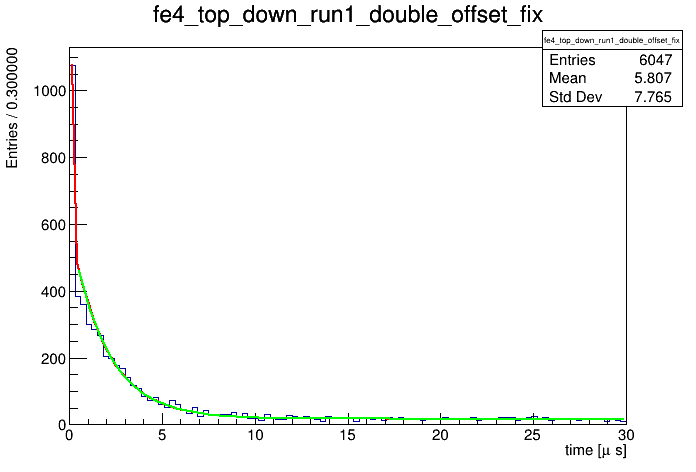 fe4_top_down_run1_double_offset_fix
fe4_top_down_run1_double_offset_fix
Entries 6047
Mean 5.807
Std Dev 7.765
Entries / 0.300000
1000
800
600
400
200
0
0 5 10 15 20 25 30
time [μ s]